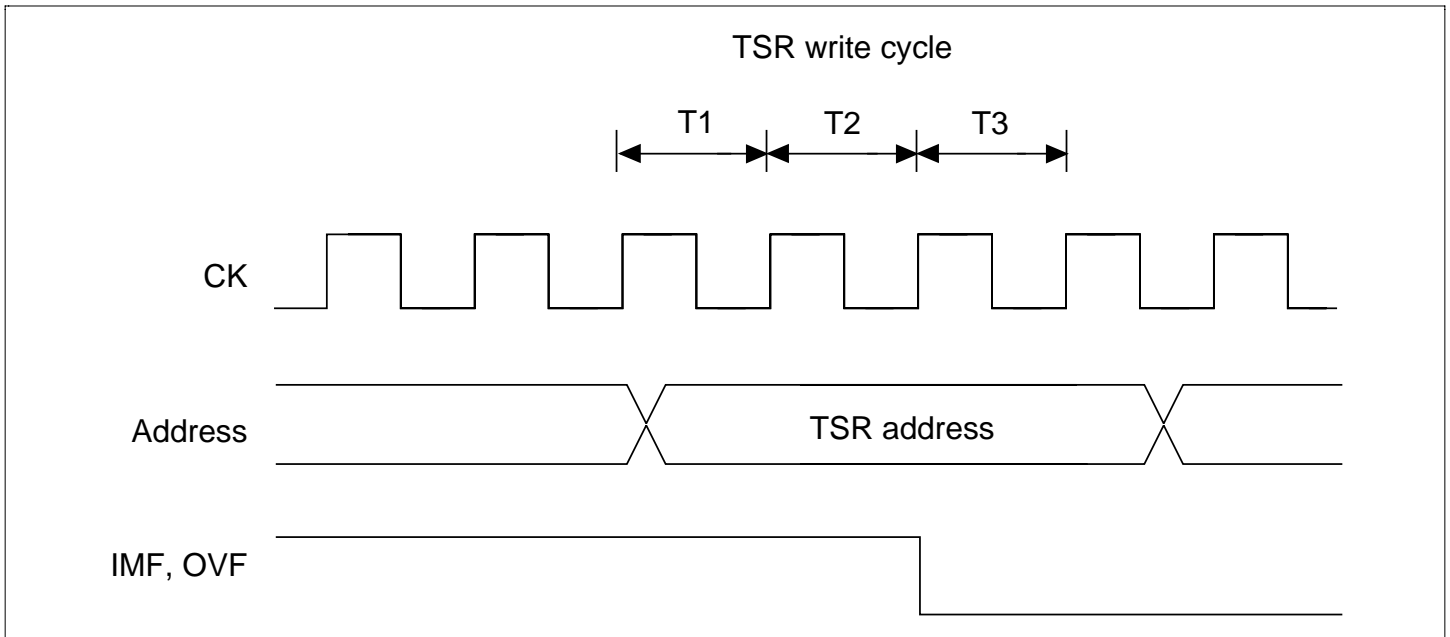 TSR write cycle
T1 T2 T3
CK
Address TSR address
IMF, OVF